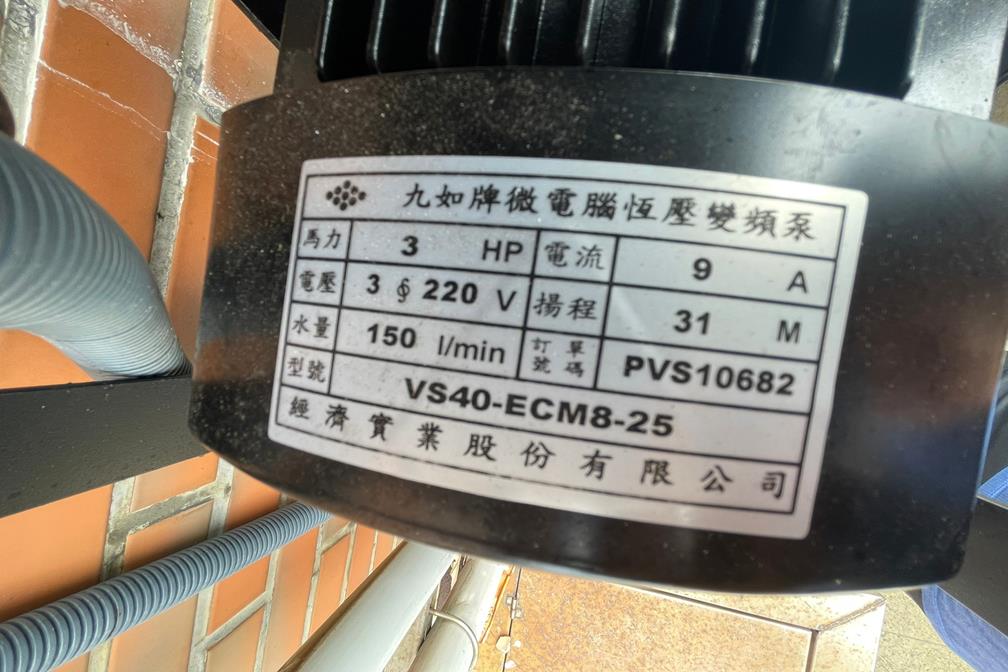 九如牌微電腦恆壓變頻泵
馬力 3 HP 電流 9 A
電壓 3 ∮ 220 V 揚程 31 M
水量 150 l/min 訂單號碼 PVS10682
型號 VS40-ECM8-25
經濟實業股份有限公司